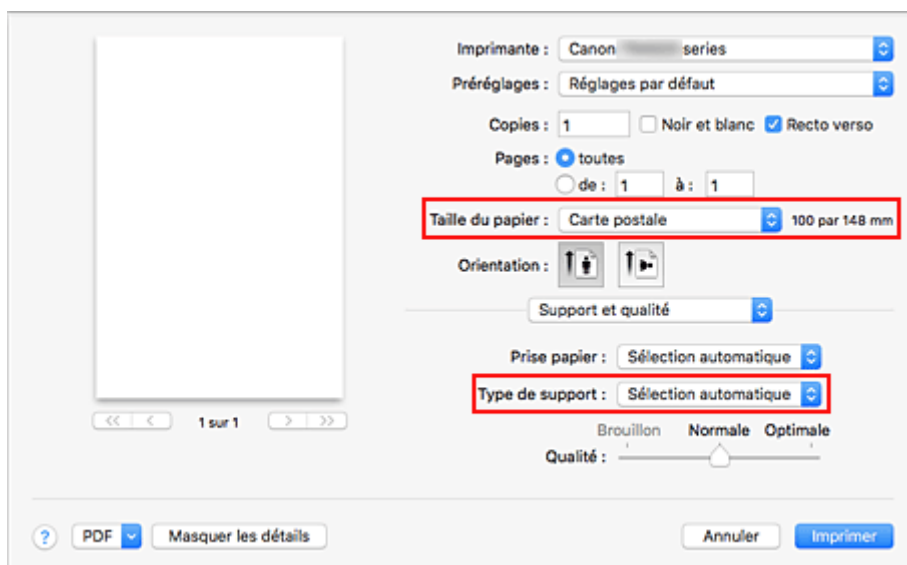 Imprimante : Canon series
Préréglages : Réglages par défaut
Copies : 1 Noir et blanc Recto verso
Pages : toutes
de : 1 à : 1
Taille du papier : Carte postale 100 par 148 mm
Orientation :
Support et qualité
Prise papier : Sélection automatique
Type de support : Sélection automatique
Brouillon Normale Optimale
Qualité :
<< < 1 sur 1 > >>
? PDF Masquer les détails Annuler Imprimer